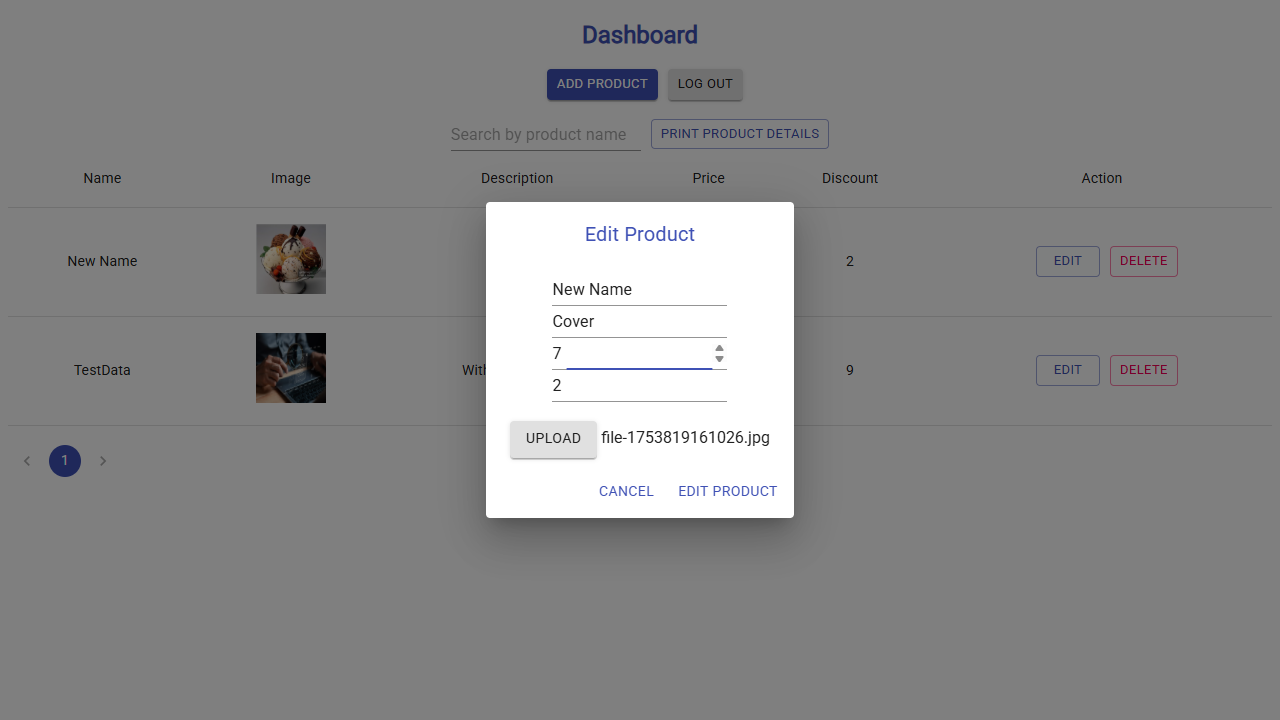 Dashboard
ADD PRODUCT LOG OUT
Search by product name PRINT PRODUCT DETAILS
Name Image Description Price Discount Action
New Name 2 EDIT DELETE
TestData With 9 EDIT DELETE
1
Edit Product
New Name
Cover
7
2
UPLOAD file-1753819161026.jpg
CANCEL EDIT PRODUCT